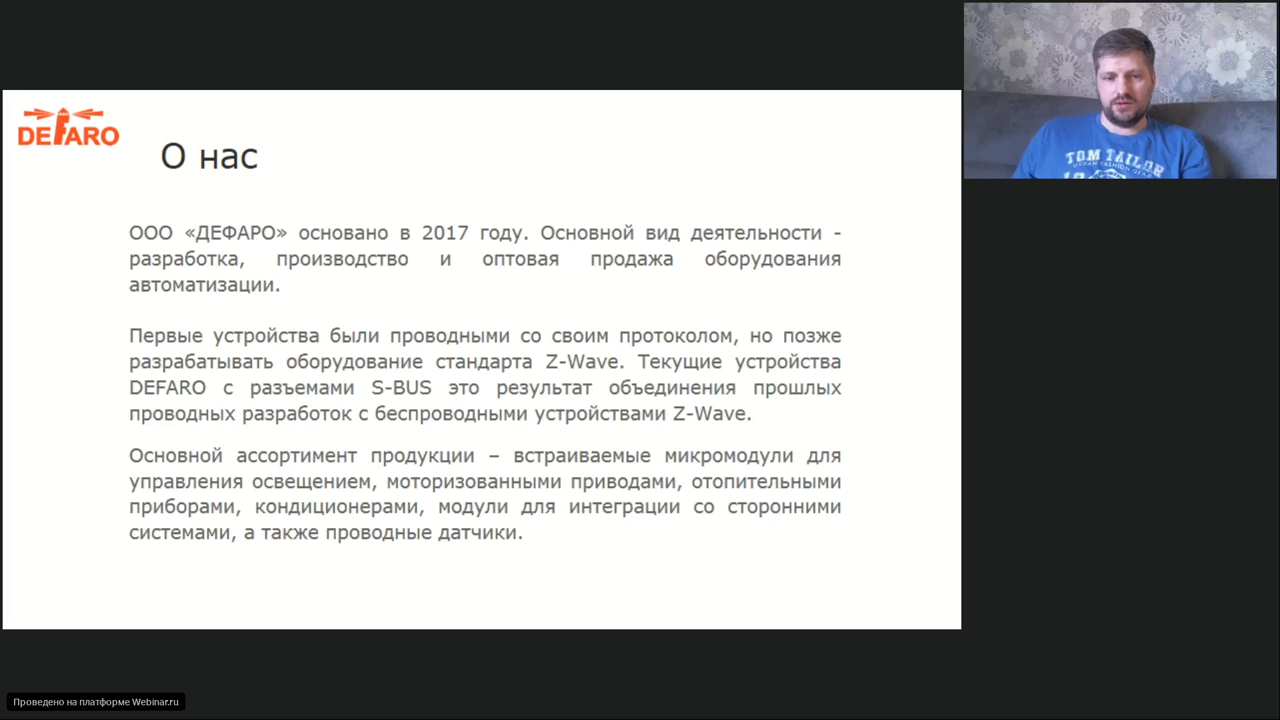 DEFARO
О нас
ООО «ДЕФАРО» основано в 2017 году. Основной вид деятельности -
разработка, производство и оптовая продажа оборудования
автоматизации.
Первые устройства были проводными со своим протоколом, но позже
разрабатывать оборудование стандарта Z-Wave. Текущие устройства
DEFARO с разъемами S-BUS это результат объединения прошлых
проводных разработок с беспроводными устройствами Z-Wave.
Основной ассортимент продукции – встраиваемые микромодули для
управления освещением, моторизованными приводами, отопительными
приборами, кондиционерами, модули для интеграции со сторонними
системами, а также проводные датчики.
TOM TAILOR
URBAN FASHION GEAR
Проведено на платформе Webinar.ru